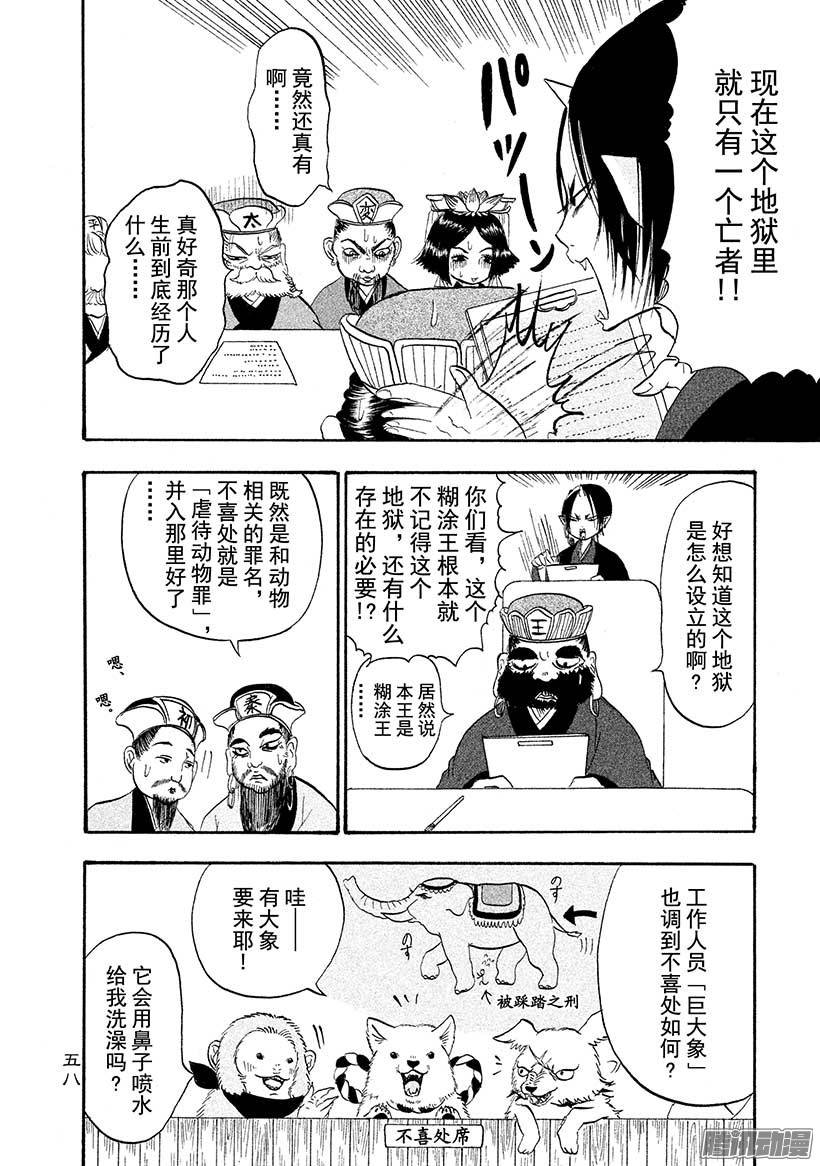 现在这个地狱里
就只有一个亡者!!
パンッ
竟然还真有
啊……
真好奇那个人
生前到底经历了
什么……
太
变
好想知道这个地狱
是怎么设立的啊?
你们看,这个
糊涂王根本就
不记得这个
地狱,还有什么
存在的必要!?
王
居然说
本王是
糊涂王
……
既然是和动物
相关的罪名,
不喜处就是
「虐待动物罪」,
并入那里好了
……
嗯、
嗯。
初
秦
工作人员「巨大象」
也调到不喜处如何?
のす
のす
被踩踏之刑
哇——
有大象
要来耶!
它会用鼻子喷水
给我洗澡吗?
不喜处席
五八
腾讯动漫